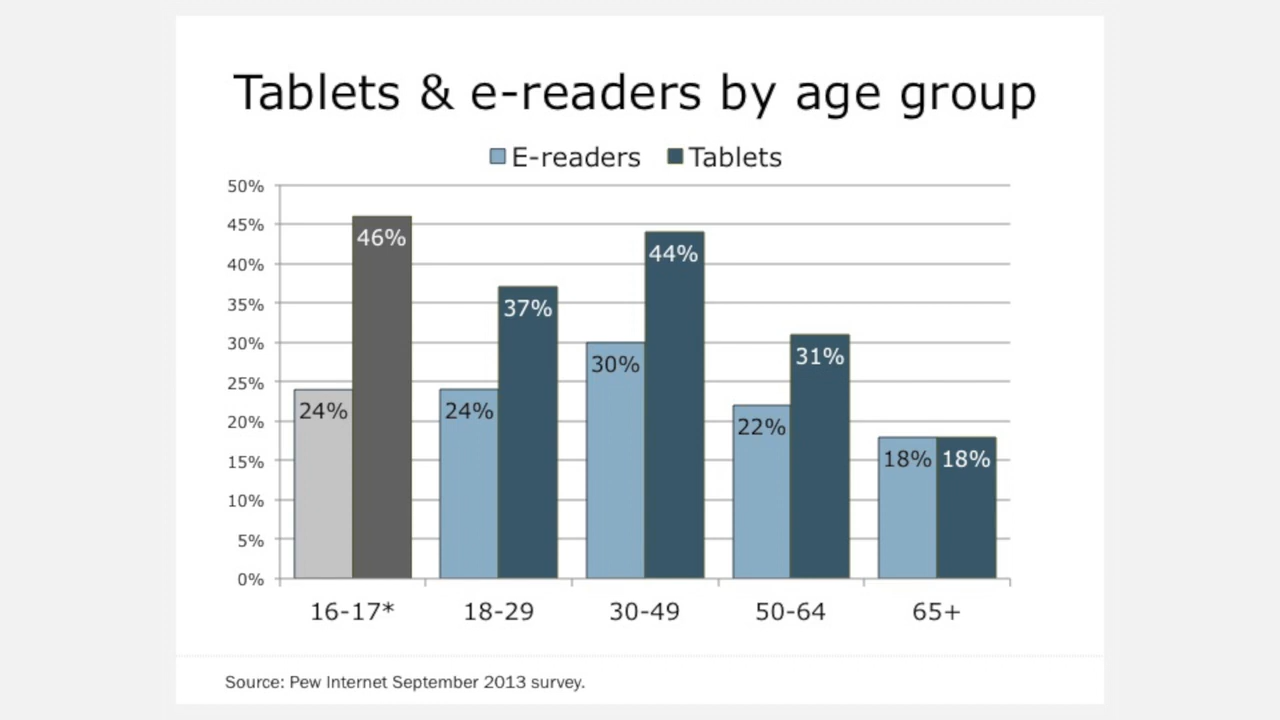 Tablets & e-readers by age group
E-readers Tablets
50%
45%
40%
35%
30%
25%
20%
15%
10%
5%
0%
24% 46% 24% 37% 30% 44% 22% 31% 18% 18%
16-17* 18-29 30-49 50-64 65+
Source: Pew Internet September 2013 survey.